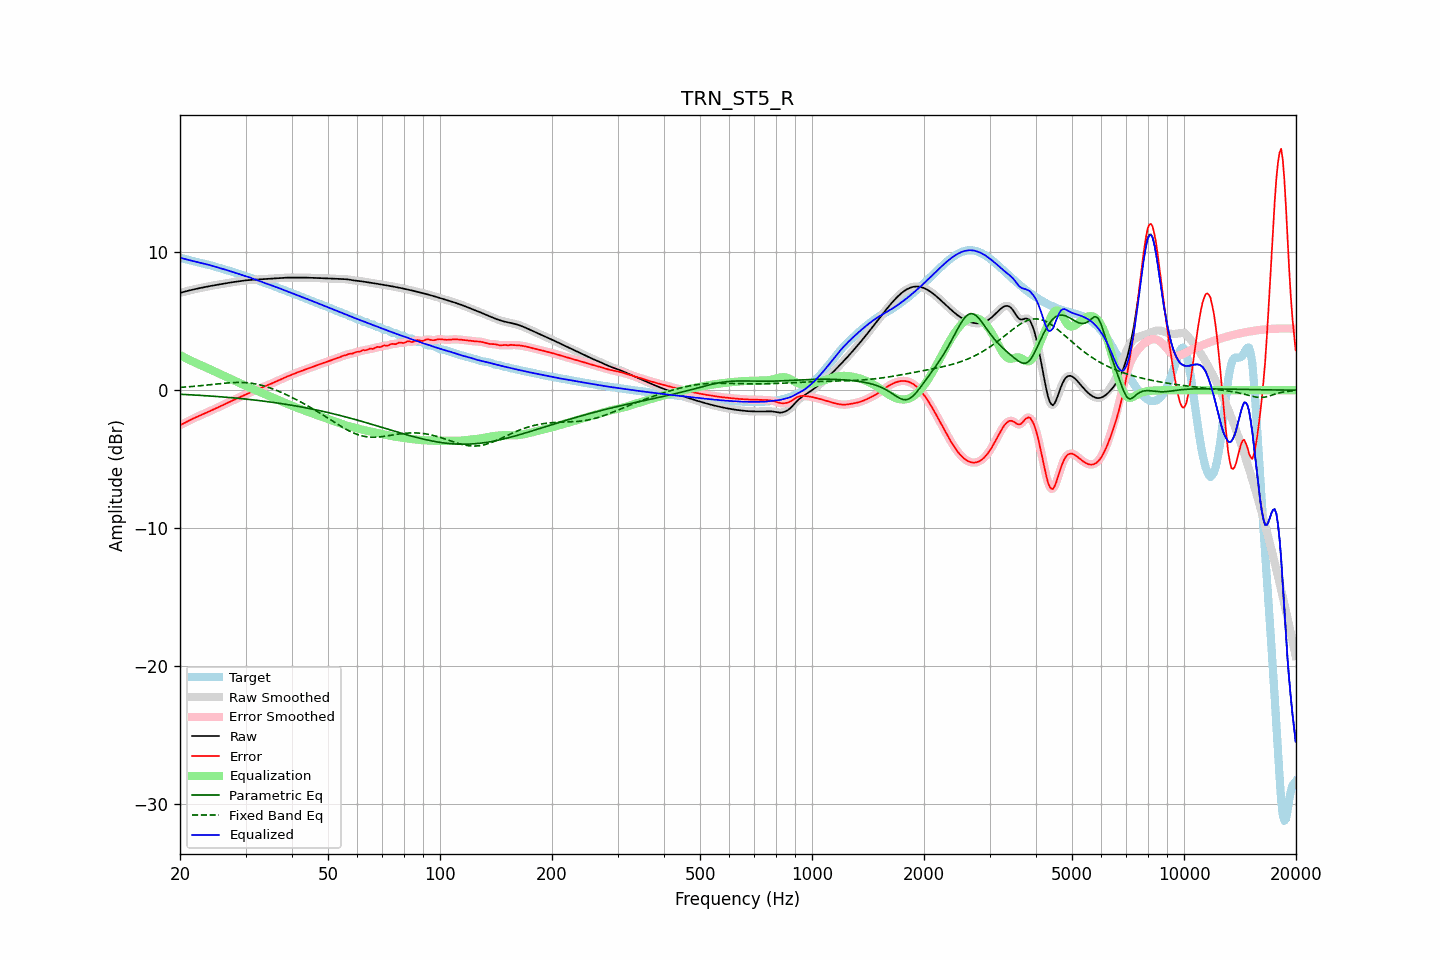 TRN_ST5_R
Amplitude (dBr)
10
0
−10
−20
−30
Target
Raw Smoothed
Error Smoothed
Raw
Error
Equalization
Parametric Eq
Fixed Band Eq
Equalized
20 50 100 200 500 1000 2000 5000 10000 20000
Frequency (Hz)